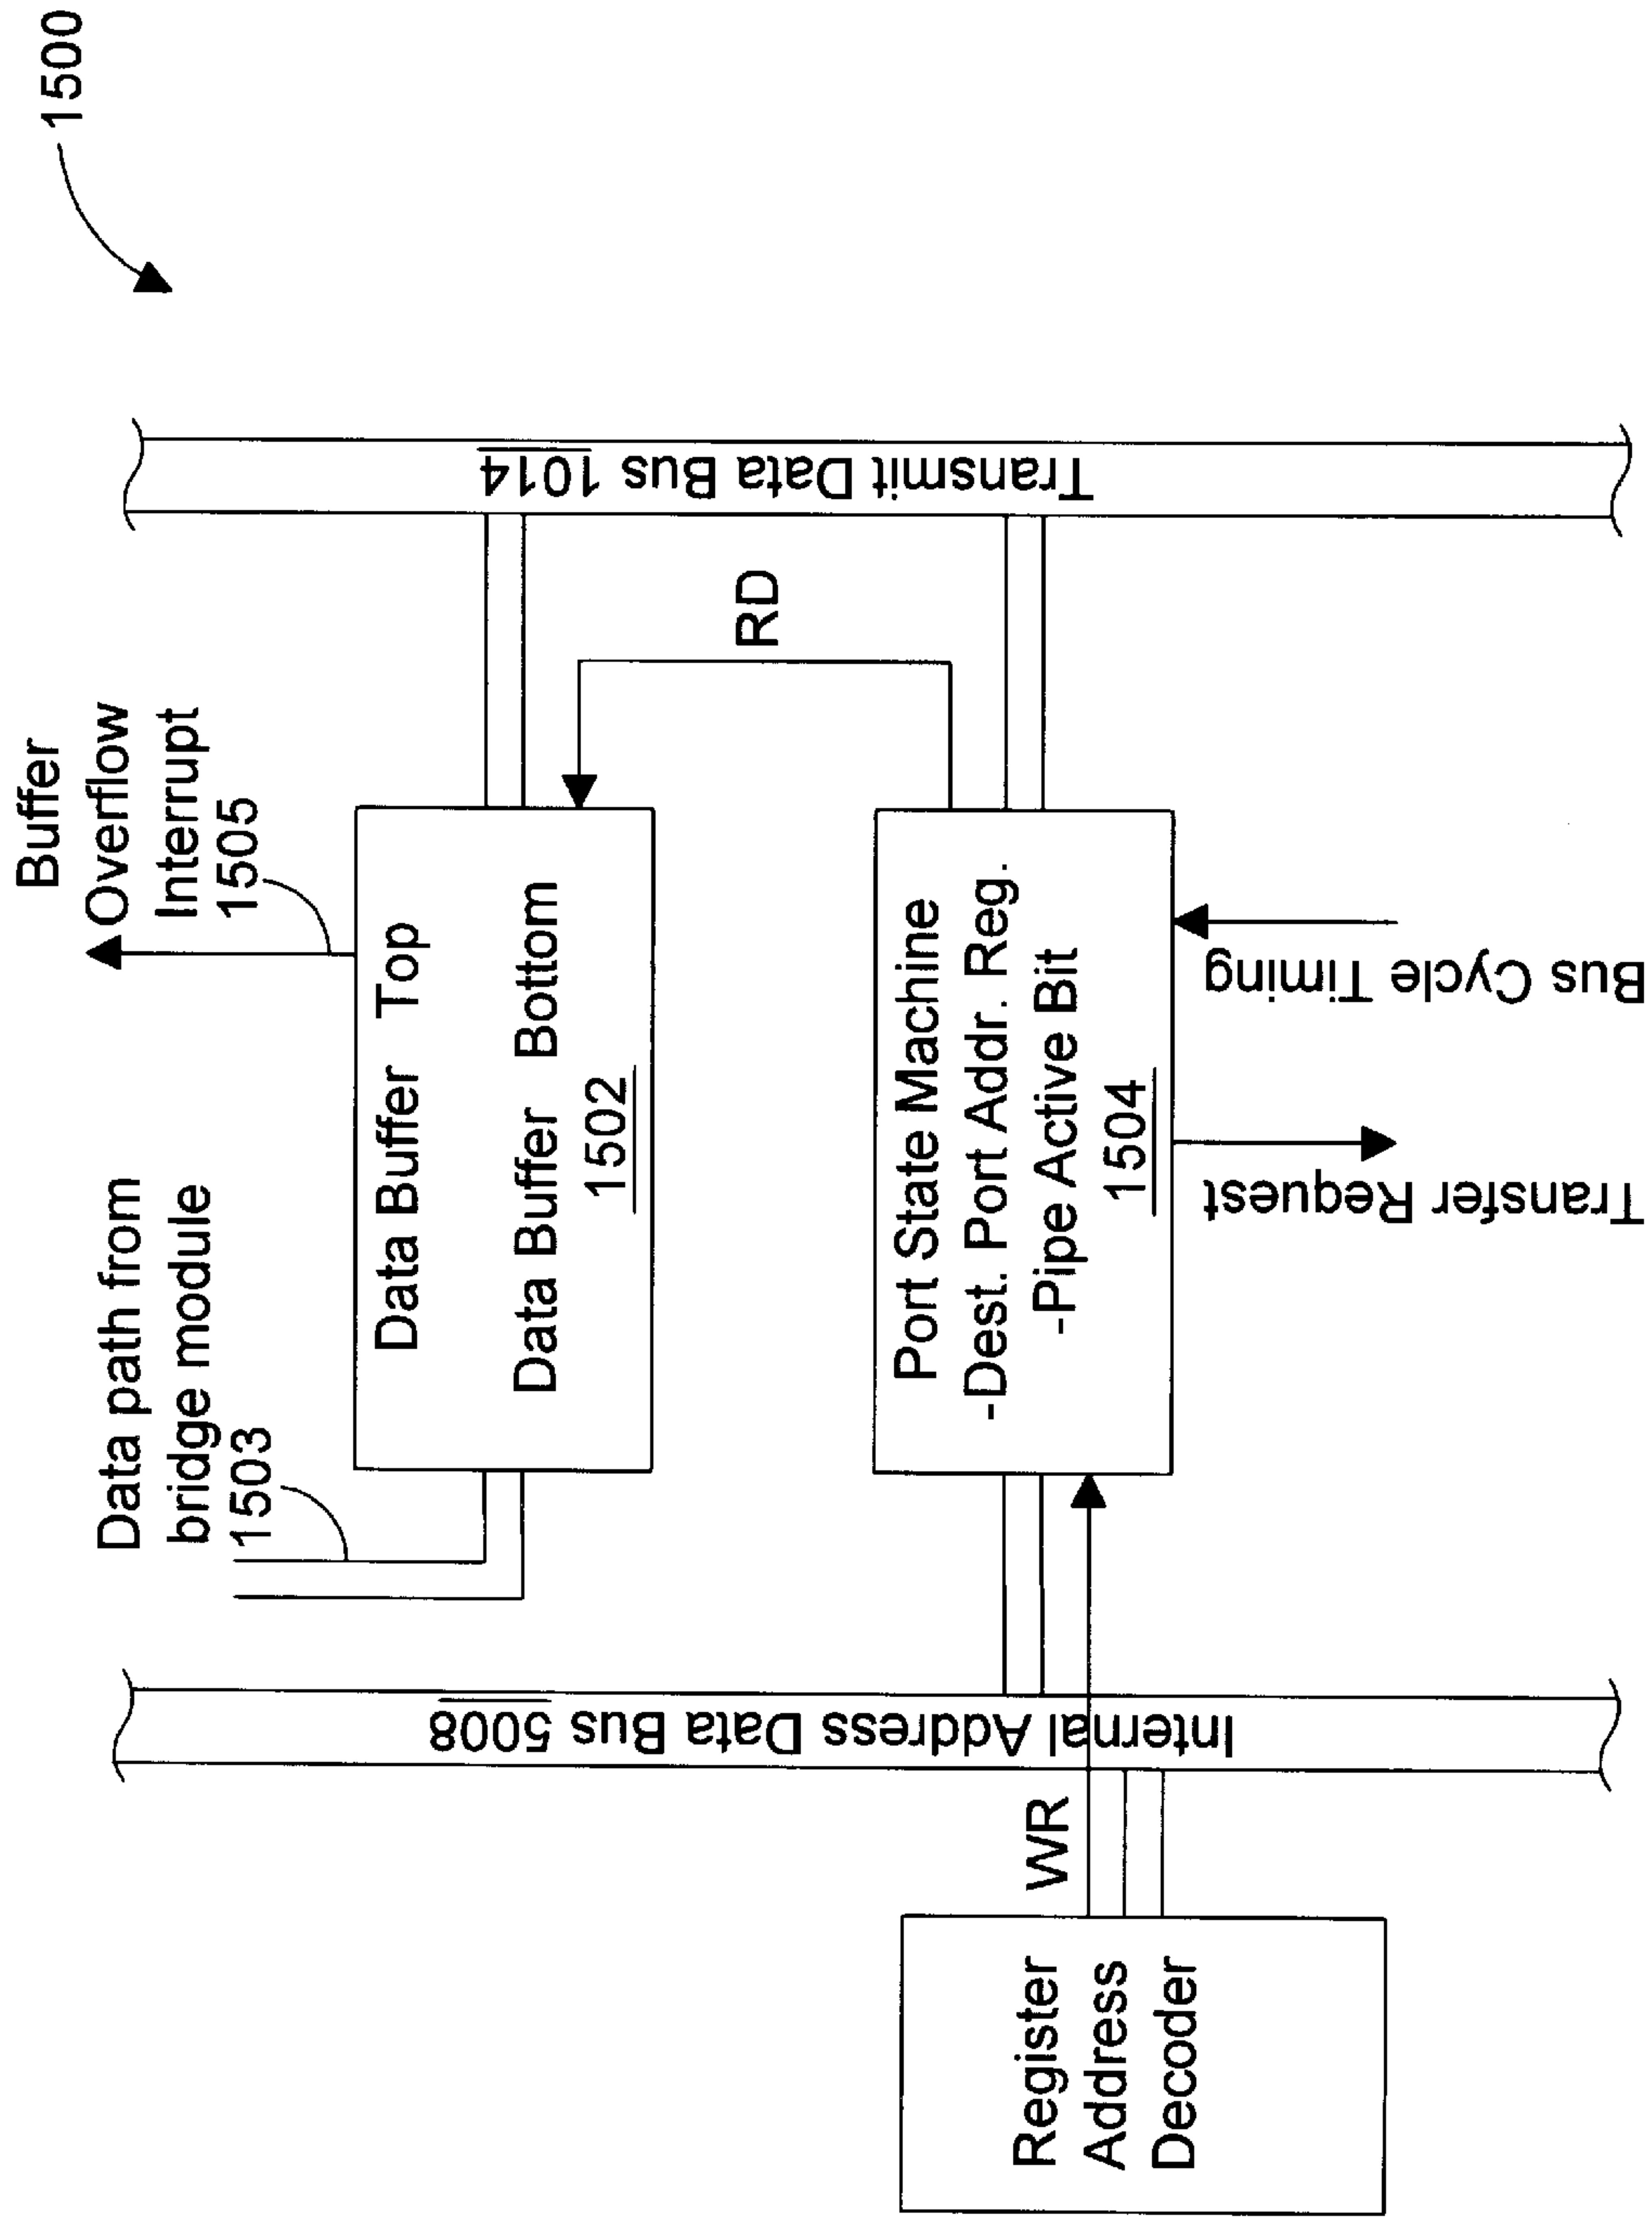 1500
Buffer
Overflow
Interrupt
1505
Data path from
bridge module
1503
Data Buffer Top
Data Buffer Bottom
1502
Transmit Data Bus 1014
RD
Internal Address Data Bus 5008
WR
Port State Machine
-Dest. Port Addr. Reg.
-Pipe Active Bit
1504
Register
Address
Decoder
Transfer Request
Bus Cycle Timing